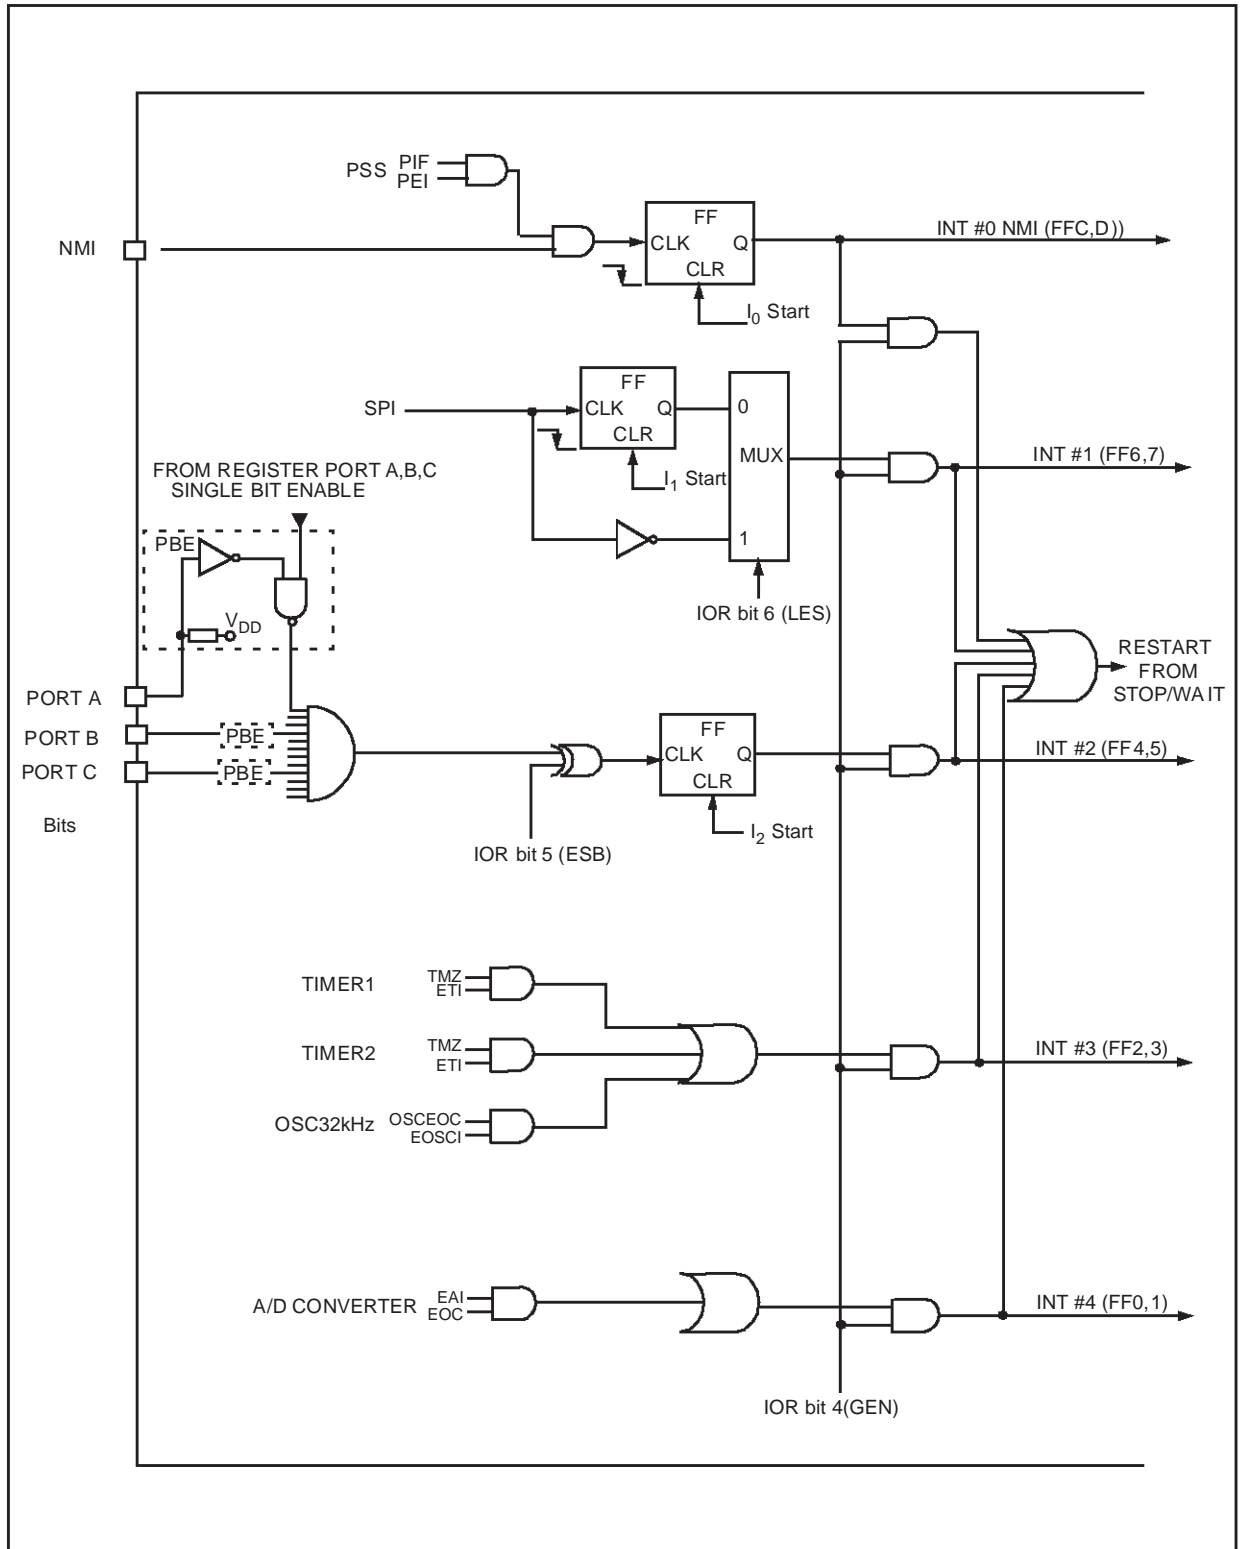 PSS PIF
PEI
NMI
FF
CLK Q
CLR
INT #0 NMI (FFC,D))
I0 Start
SPI
FF
CLK Q
CLR
I1 Start
0
MUX
1
INT #1 (FF6,7)
IOR bit 6 (LES)
FROM REGISTER PORT A,B,C
SINGLE BIT ENABLE
PBE
VDD
PORT A
PORT B
PBE
PORT C
PBE
Bits
RESTART
FROM
STOP/WAIT
FF
CLK Q
CLR
INT #2 (FF4,5)
I2 Start
IOR bit 5 (ESB)
TIMER1
TMZ
ETI
TIMER2
TMZ
ETI
INT #3 (FF2,3)
OSC32kHz
OSCEOC
EOSCI
A/D CONVERTER
EAI
EOC
INT #4 (FF0,1)
IOR bit 4(GEN)